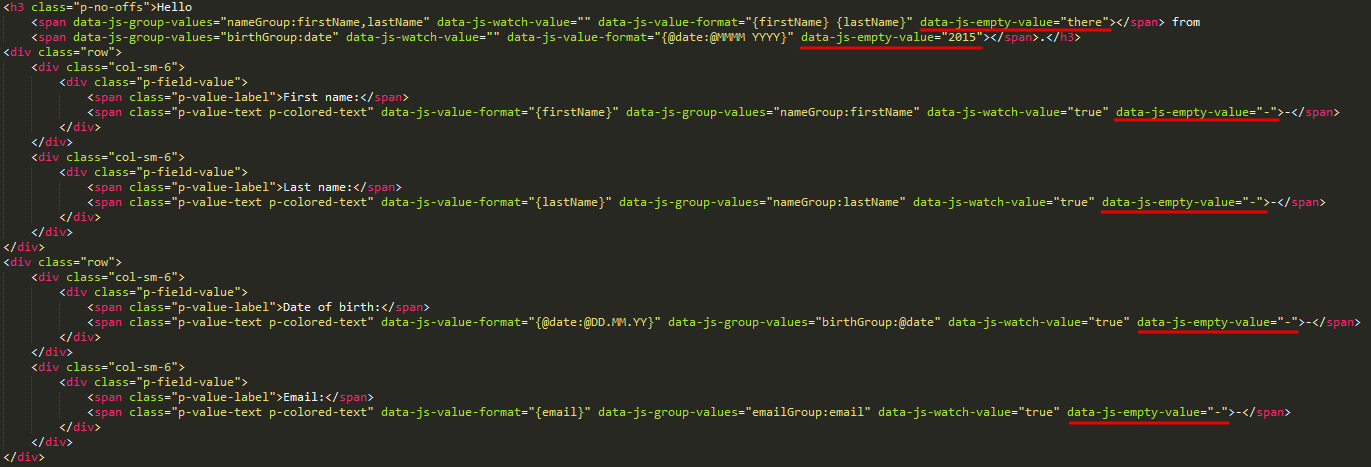 <h3 class="p-no-offs">Hello
<span data-js-group-values="nameGroup:firstName,lastName" data-js-watch-value="" data-js-value-format="{firstName} {lastName}" data-js-empty-value="there"></span> from
<span data-js-group-values="birthGroup:date" data-js-watch-value="" data-js-value-format="{@date:@MMMM YYYY}" data-js-empty-value="2015"></span>.</h3>
<div class="row">
<div class="col-sm-6">
<div class="p-field-value">
<span class="p-value-label">First name:</span>
<span class="p-value-text p-colored-text" data-js-value-format="{firstName}" data-js-group-values="nameGroup:firstName" data-js-watch-value="true" data-js-empty-value="-">-</span>
</div>
</div>
<div class="col-sm-6">
<div class="p-field-value">
<span class="p-value-label">Last name:</span>
<span class="p-value-text p-colored-text" data-js-value-format="{lastName}" data-js-group-values="nameGroup:lastName" data-js-watch-value="true" data-js-empty-value="-">-</span>
</div>
</div>
</div>
<div class="row">
<div class="col-sm-6">
<div class="p-field-value">
<span class="p-value-label">Date of birth:</span>
<span class="p-value-text p-colored-text" data-js-value-format="{@date:@DD.MM.YY}" data-js-group-values="birthGroup:@date" data-js-watch-value="true" data-js-empty-value="-">-</span>
</div>
</div>
<div class="col-sm-6">
<div class="p-field-value">
<span class="p-value-label">Email:</span>
<span class="p-value-text p-colored-text" data-js-value-format="{email}" data-js-group-values="emailGroup:email" data-js-watch-value="true" data-js-empty-value="-">-</span>
</div>
</div>
</div>